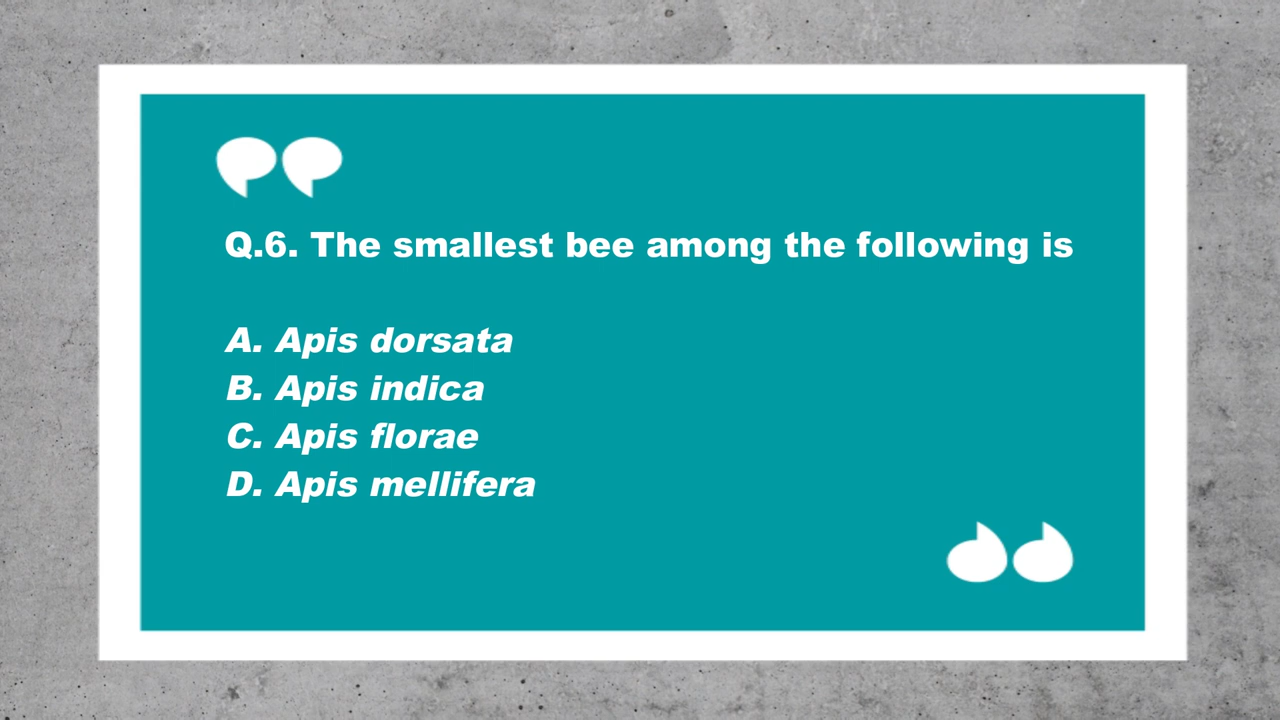 Q.6. The smallest bee among the following is
A. Apis dorsata
B. Apis indica
C. Apis florae
D. Apis mellifera